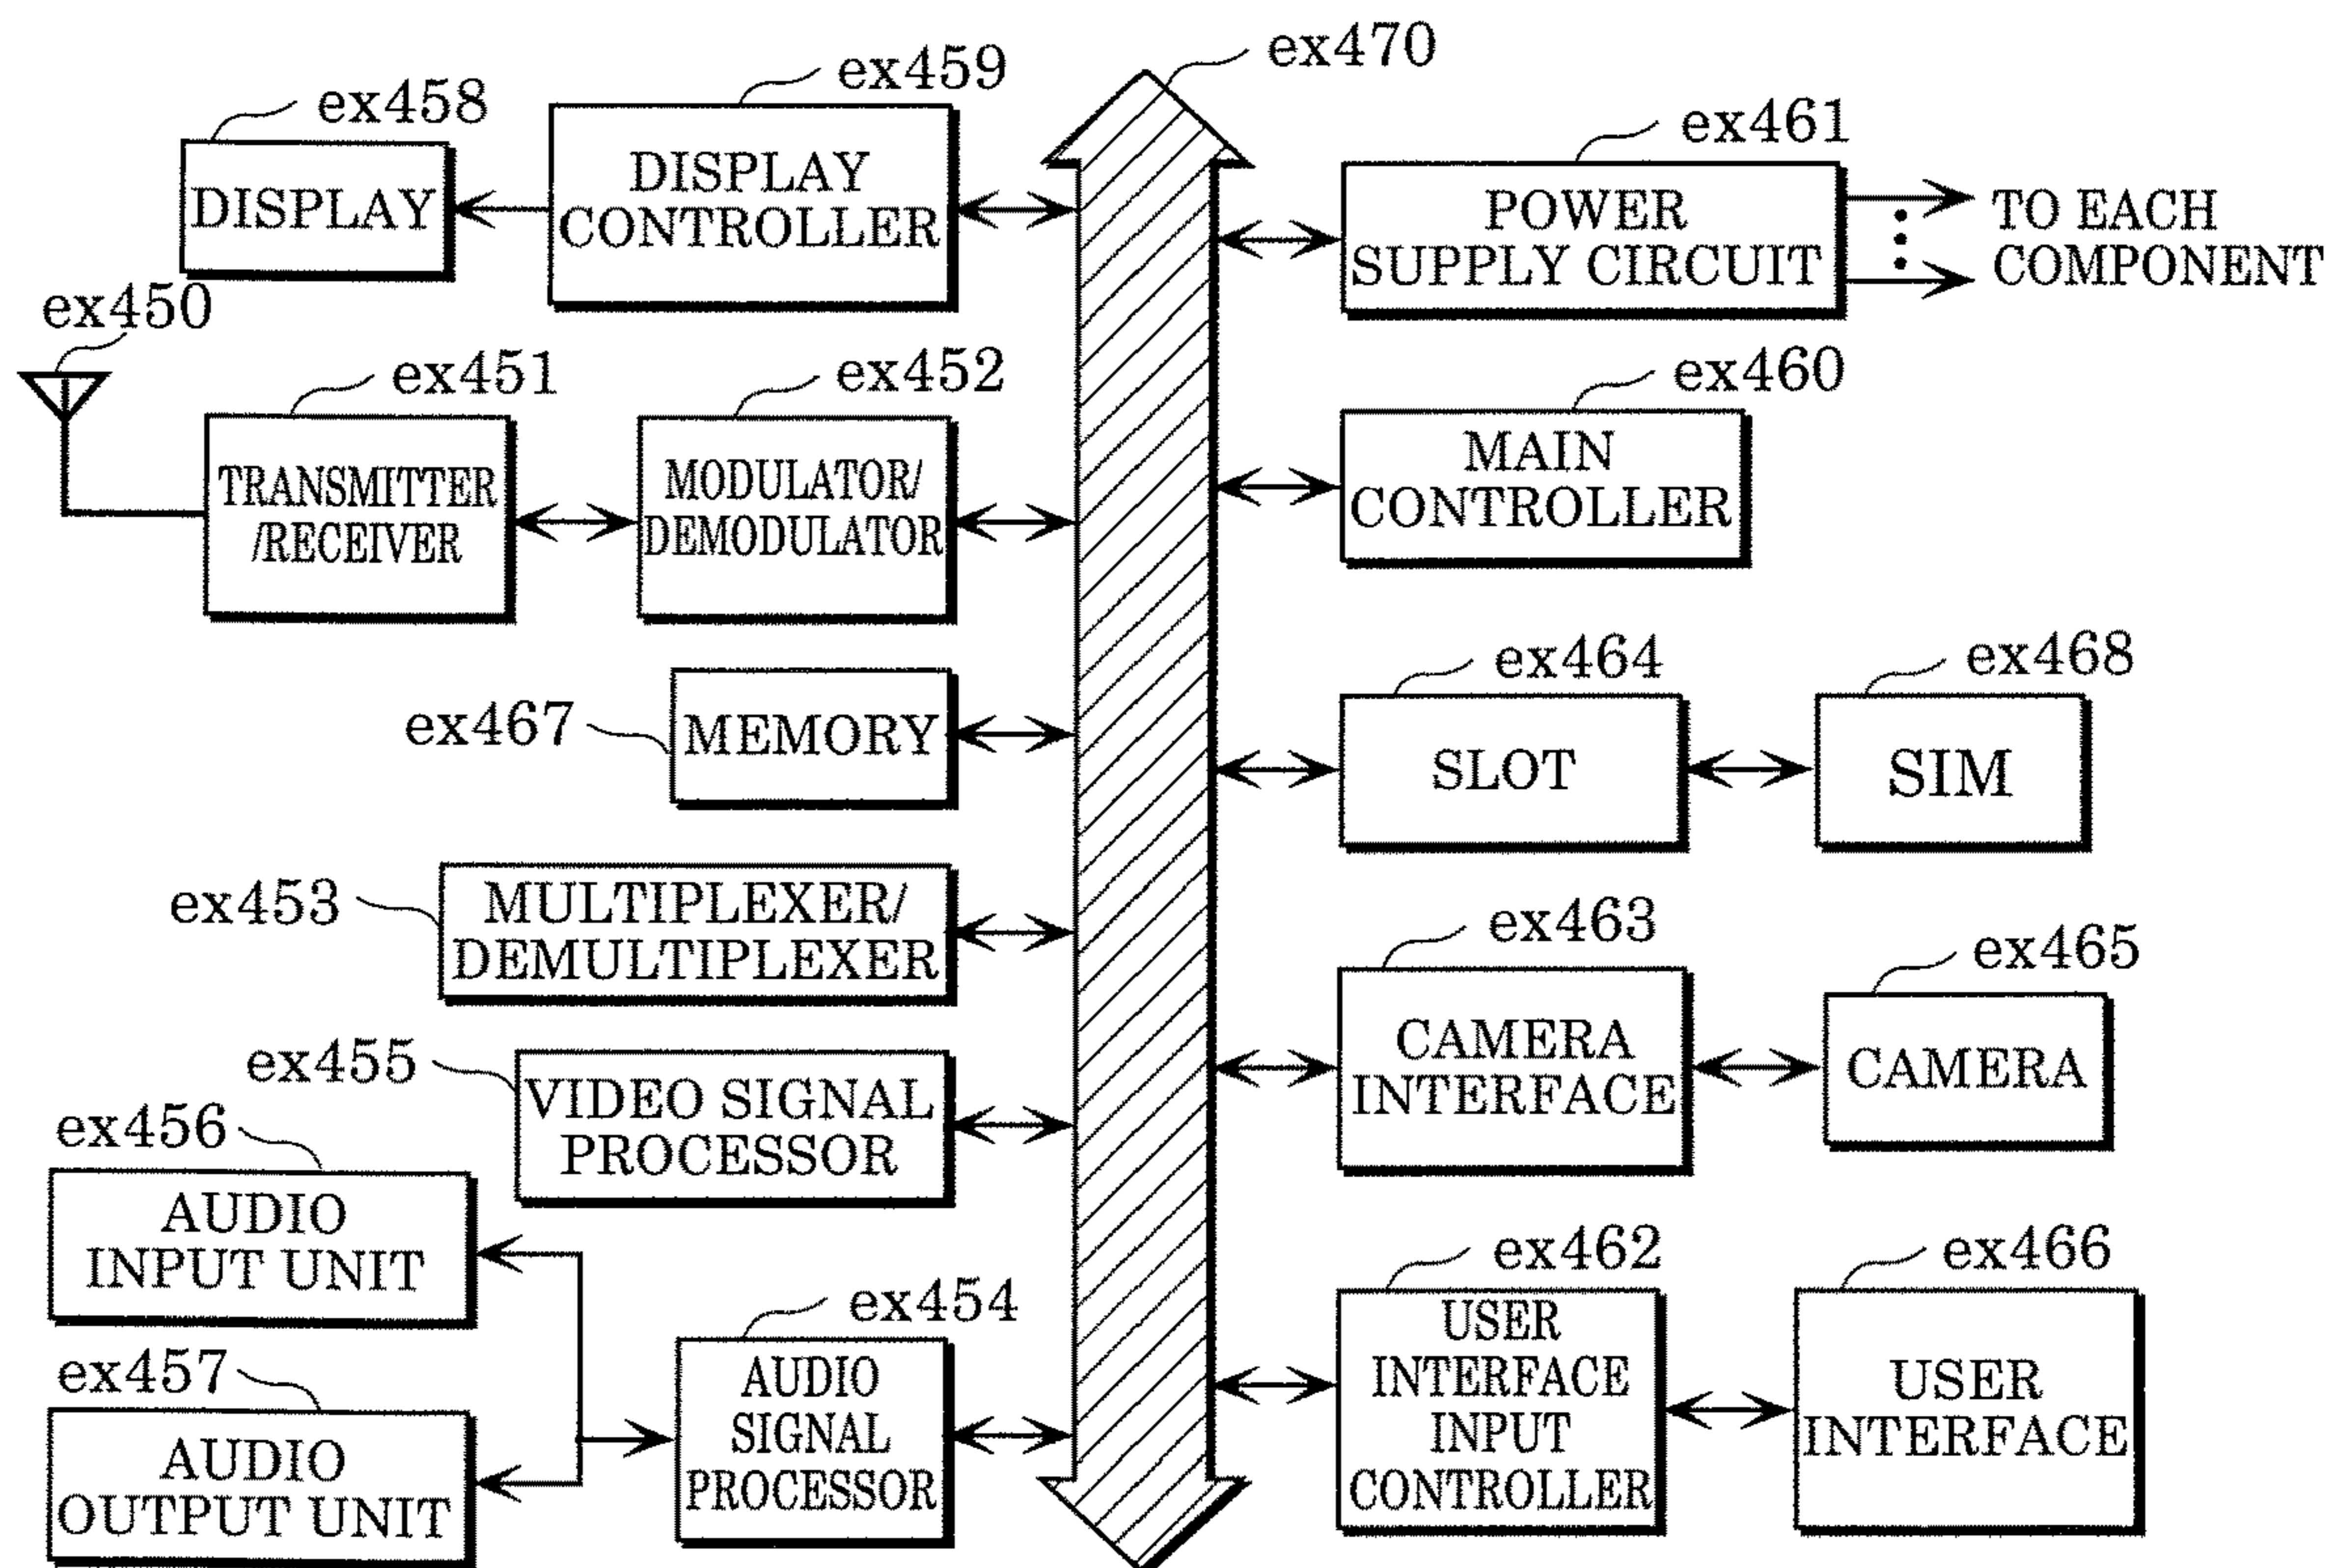 ex470
ex459
ex458
ex461
DISPLAY
DISPLAY
CONTROLLER
POWER
SUPPLY CIRCUIT
TO EACH
COMPONENT
ex450
ex451
ex452
ex460
TRANSMITTER
/RECEIVER
MODULATOR/
DEMODULATOR
MAIN
CONTROLLER
ex467
MEMORY
ex464
ex468
SLOT
SIM
ex453
MULTIPLEXER/
DEMULTIPLEXER
ex463
ex465
CAMERA
INTERFACE
CAMERA
ex455
VIDEO SIGNAL
PROCESSOR
ex456
AUDIO
INPUT UNIT
ex454
ex462
ex466
ex457
AUDIO
OUTPUT UNIT
AUDIO
SIGNAL
PROCESSOR
USER
INTERFACE
INPUT
CONTROLLER
USER
INTERFACE